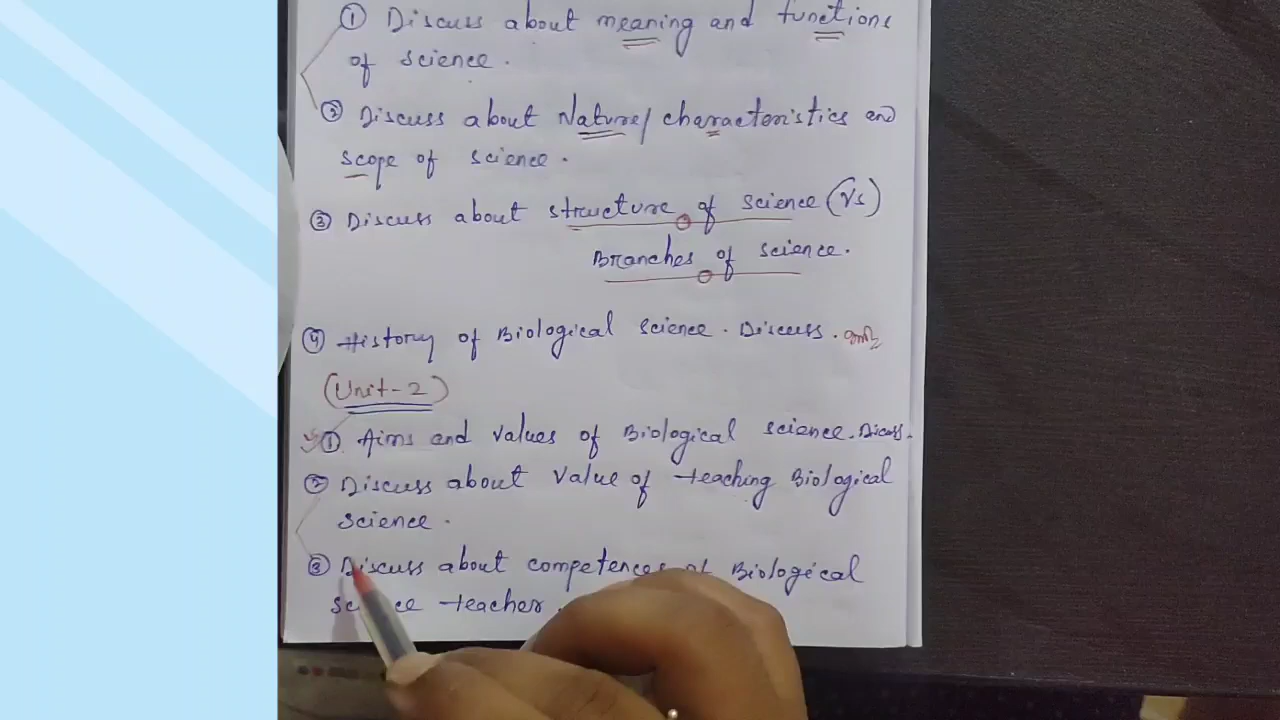 ① Discuss about meaning and functions
of science.
② Discuss about Nature/ characteristics and
scope of science.
③ Discuss about structure of science (Vs)
Branches of science.
④ History of Biological science. Discuss.
(Unit-2)
① Aims and values of Biological science. Discuss.
② Discuss about Value of teaching Biological
science.
③ Discuss about competences of Biological
science teacher.